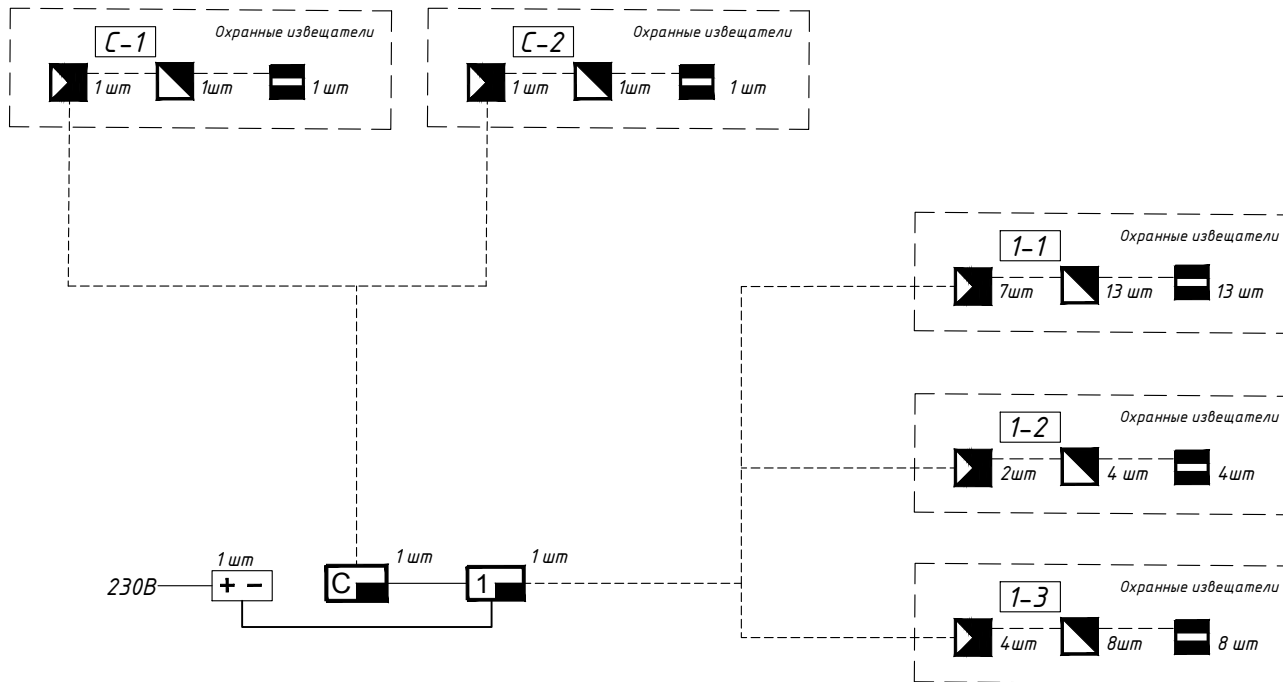 С-1 Охранные извещатели
1 шт 1шт 1 шт
С-2 Охранные извещатели
1 шт 1шт 1 шт
1-1 Охранные извещатели
7шт 13 шт 13 шт
1-2 Охранные извещатели
2шт 4 шт 4шт
1 шт 1 шт 1 шт
230В + − С 1
1-3 Охранные извещатели
4шт 8шт 8 шт